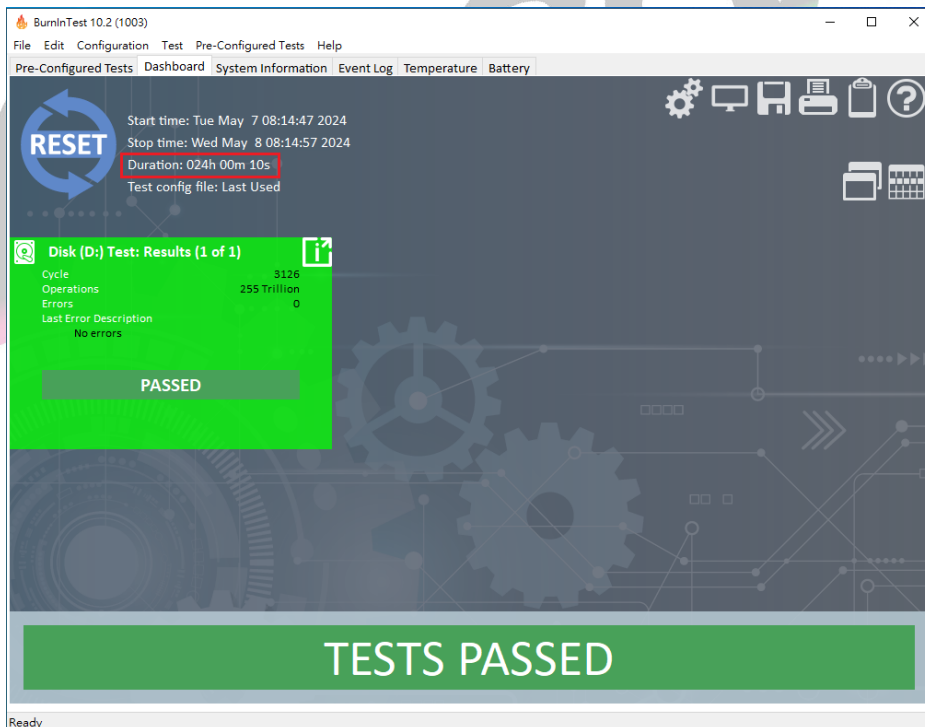 BurnInTest 10.2 (1003)
File Edit Configuration Test Pre-Configured Tests Help
Pre-Configured Tests Dashboard System Information Event Log Temperature Battery
RESET
Start time: Tue May 7 08:14:47 2024
Stop time: Wed May 8 08:14:57 2024
Duration: 024h 00m 10s
Test config file: Last Used
Disk (D:) Test: Results (1 of 1)
i
Cycle 3126
Operations 255 Trillion
Errors 0
Last Error Description
No errors
PASSED
TESTS PASSED
Ready